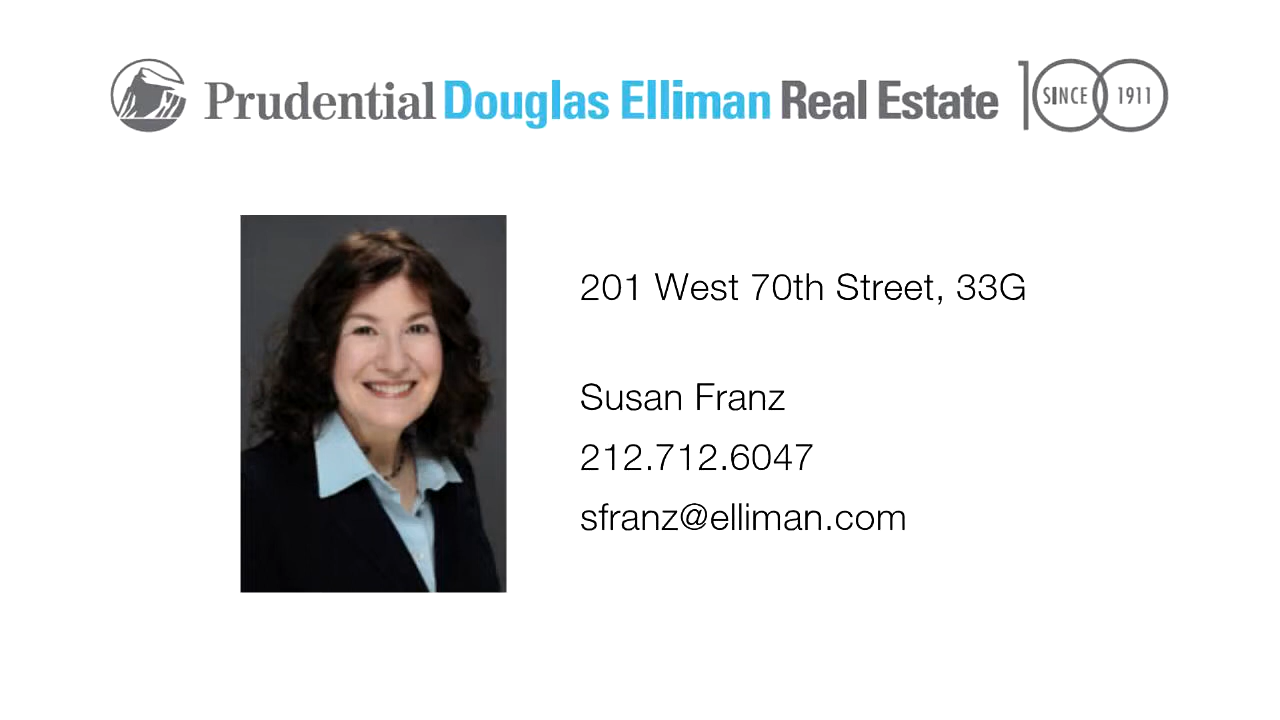 Prudential Douglas Elliman Real Estate 100 SINCE 1911
201 West 70th Street, 33G
Susan Franz
212.712.6047
sfranz@elliman.com